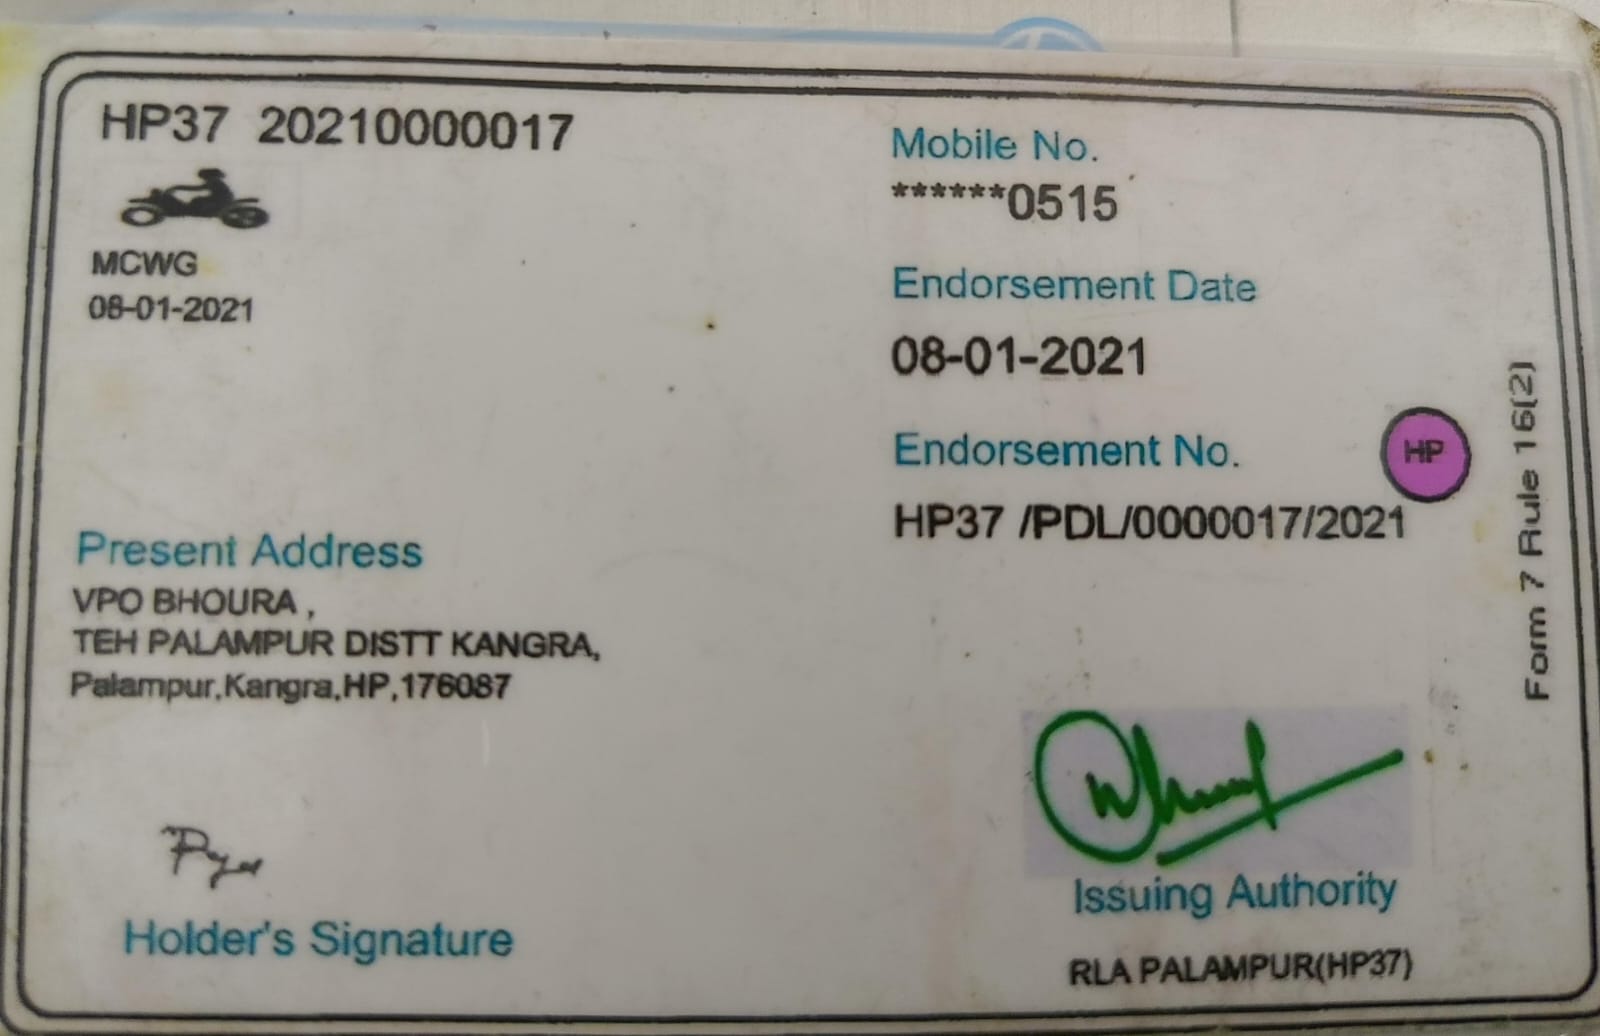 HP37 20210000017
MCWG
08-01-2021
Mobile No.
******0515
Endorsement Date
08-01-2021
Endorsement No.
HP
HP37 /PDL/0000017/2021
Form 7 Rule 16(2)
Present Address
VPO BHOURA ,
TEH PALAMPUR DISTT KANGRA,
Palampur,Kangra,HP,176087
Holder's Signature
Issuing Authority
RLA PALAMPUR(HP37)